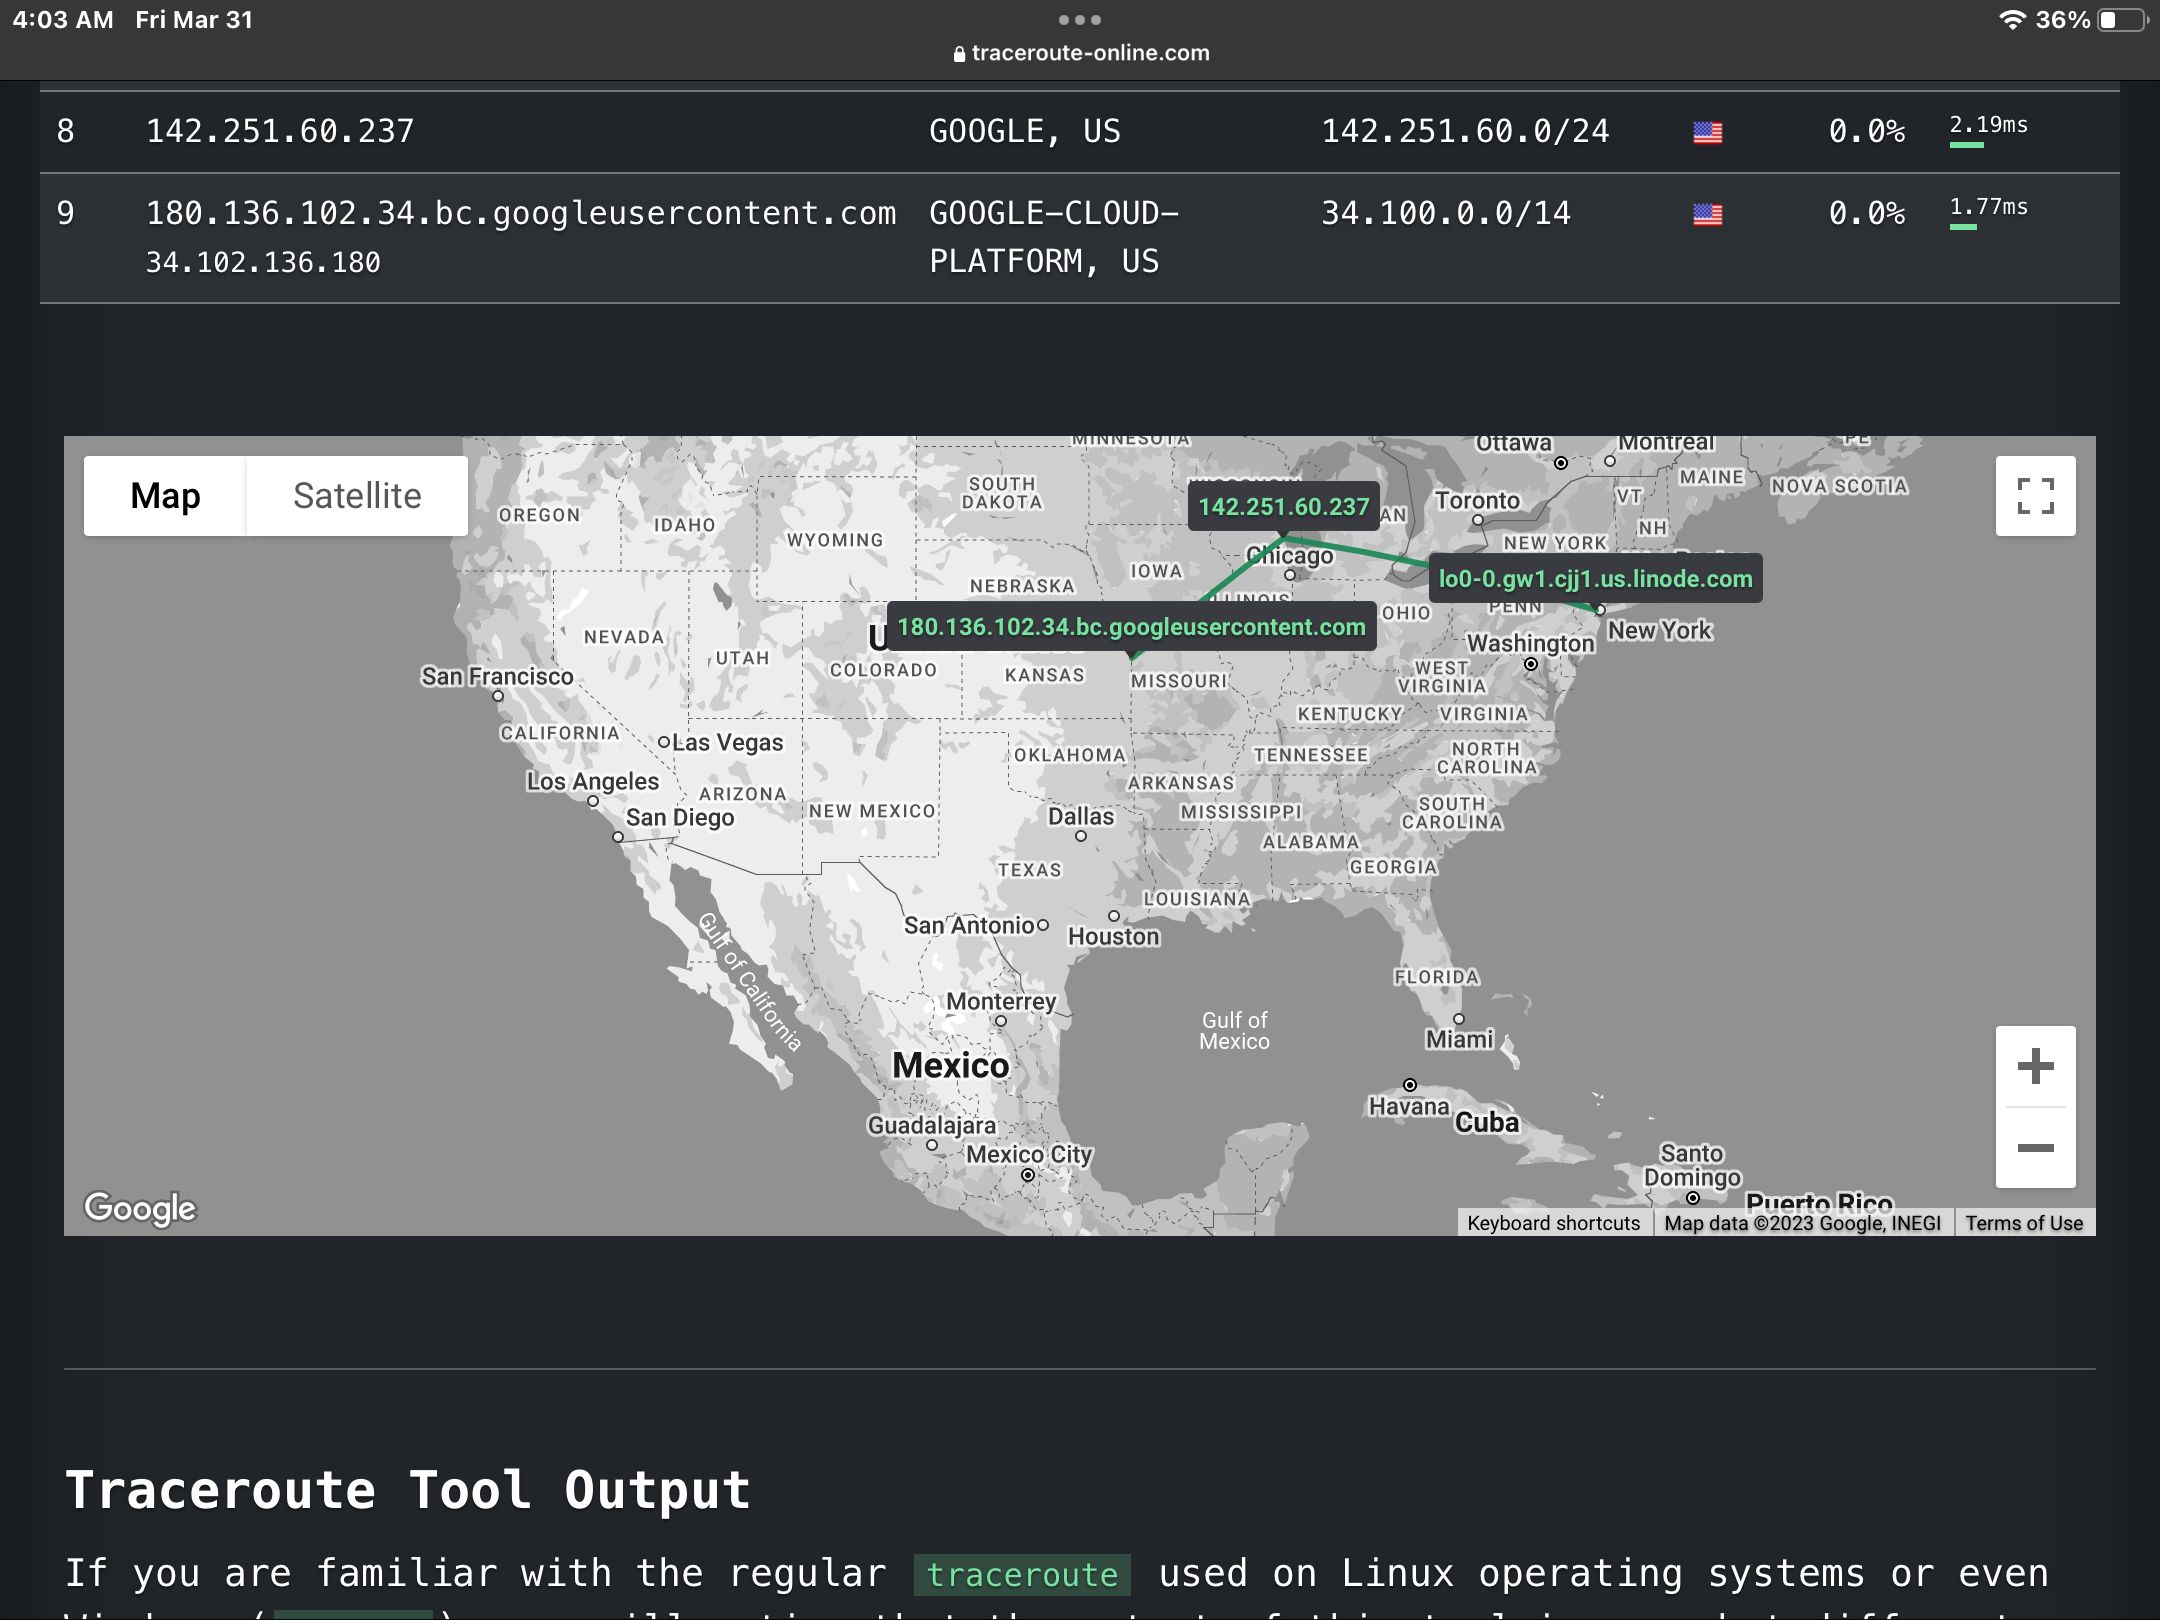 4:03 AM Fri Mar 31
36%
traceroute-online.com
8 142.251.60.237 GOOGLE, US 142.251.60.0/24 0.0% 2.19ms
9 180.136.102.34.bc.googleusercontent.com GOOGLE-CLOUD- 34.100.0.0/14 0.0% 1.77ms
34.102.136.180 PLATFORM, US
Map Satellite
MINNESOTA
Ottawa
Montreal
PE
SOUTH
DAKOTA
MAINE
NOVA SCOTIA
OREGON
IDAHO
VT
142.251.60.237
Toronto
NH
WYOMING
NEW YORK
Chicago
IOWA
NEBRASKA
lo0-0.gw1.cjj1.us.linode.com
ILLINOIS
OHIO
PENN
180.136.102.34.bc.googleusercontent.com
New York
NEVADA
Washington
UTAH
COLORADO
KANSAS
MISSOURI
WEST
VIRGINIA
San Francisco
KENTUCKY
VIRGINIA
CALIFORNIA
Las Vegas
OKLAHOMA
TENNESSEE
NORTH
CAROLINA
Los Angeles
ARIZONA
ARKANSAS
NEW MEXICO
San Diego
Dallas
MISSISSIPPI
SOUTH
CAROLINA
ALABAMA
TEXAS
GEORGIA
LOUISIANA
San Antonio
Houston
Gulf of California
FLORIDA
Monterrey
Gulf of
Mexico
Miami
Mexico
Havana
Cuba
Guadalajara
Mexico City
Santo
Domingo
Puerto Rico
Google
Keyboard shortcuts Map data ©2023 Google, INEGI Terms of Use
Traceroute Tool Output
If you are familiar with the regular traceroute used on Linux operating systems or even